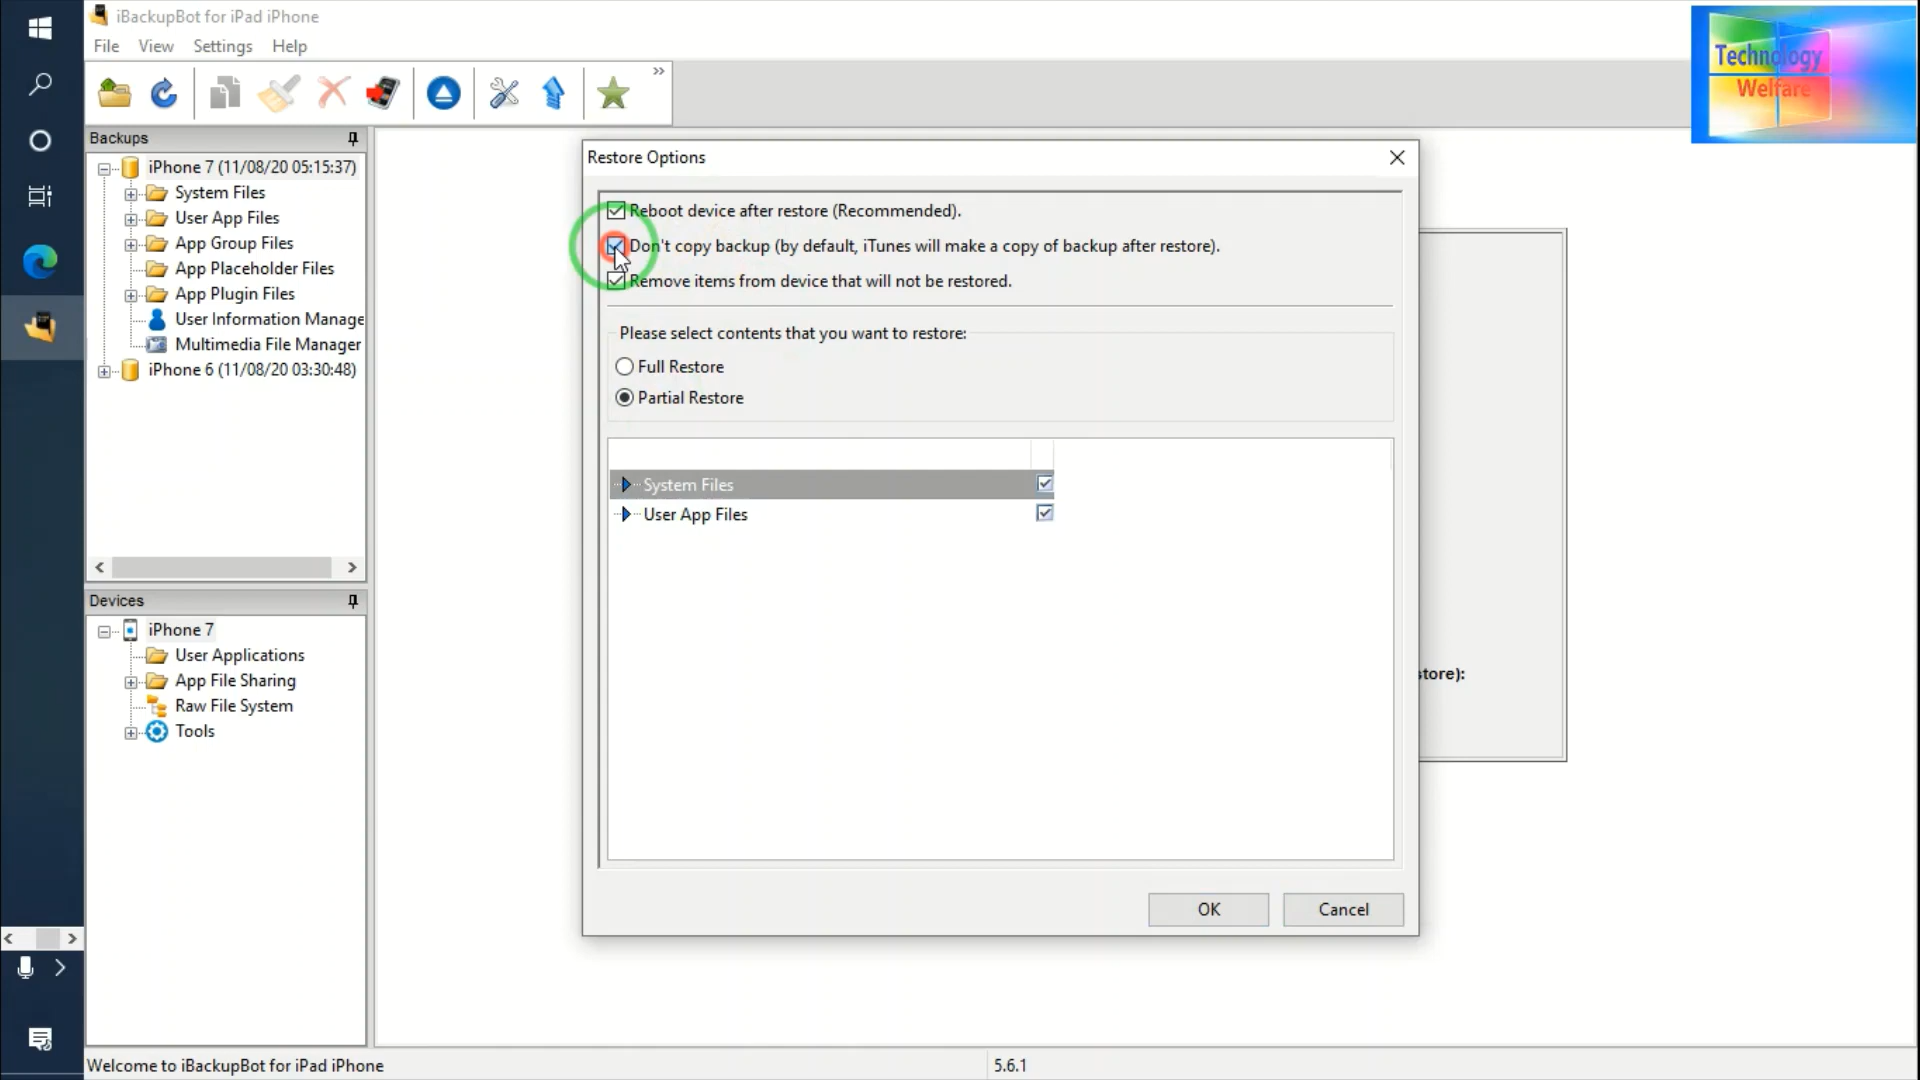 iBackupBot for iPad iPhone
File View Settings Help
»
Technology
Welfare
Backups
iPhone 7 (11/08/20 05:15:37)
System Files
User App Files
App Group Files
App Placeholder Files
App Plugin Files
User Information Manage
Multimedia File Manager
iPhone 6 (11/08/20 03:30:48)
Devices
iPhone 7
User Applications
App File Sharing
Raw File System
Tools
Restore Options
Reboot device after restore (Recommended).
Don't copy backup (by default, iTunes will make a copy of backup after restore).
Remove items from device that will not be restored.
Please select contents that you want to restore:
Full Restore
Partial Restore
System Files
User App Files
store):
OK Cancel
Welcome to iBackupBot for iPad iPhone 5.6.1